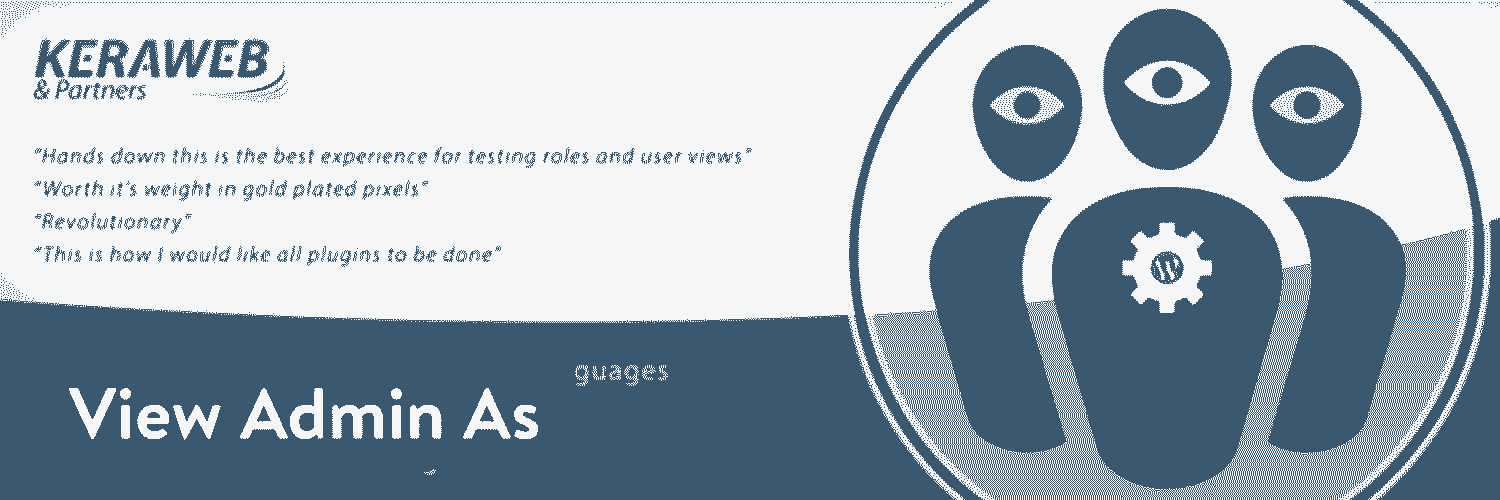 KERAWEB
& Partners
"Hands down this is the best experience for testing roles and user views"
"Worth it's weight in gold plated pixels"
"Revolutionary"
"This is how I would like all plugins to be done"
guages
View Admin As